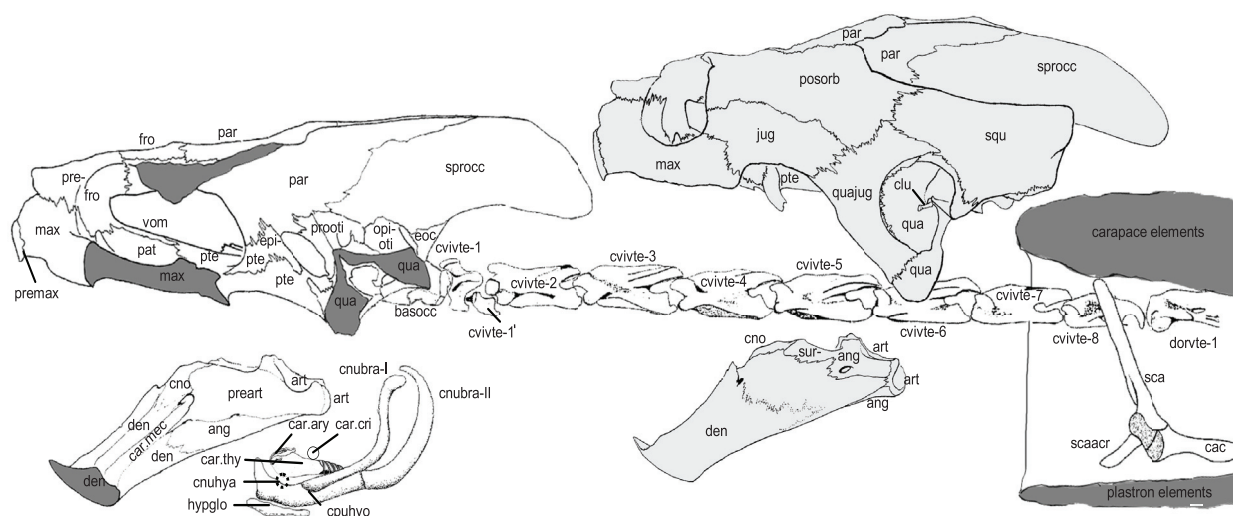 par
par
sprocc
posorb
jug
squ
max
pte
quajug
clu
qua
qua
fro
par
pre-
fro
par
sprocc
max
vom
pat
pte
epi-
pte
prooti
opi-
oti
eoc
pte
max
qua
qua
basocc
premax
cvivte-1
cvivte-1'
cvivte-2
cvivte-3
cvivte-4
cvivte-5
cvivte-6
cvivte-7
cvivte-8
dorvte-1
carapace elements
sca
scaacr
cac
plastron elements
cno
preart
art
art
den
car.mec
ang
den
den
cnubra-I
cnubra-II
car.ary
car.cri
car.thy
cnuhya
hypglo
cpuhyo
cno
sur-
ang
art
art
ang
den